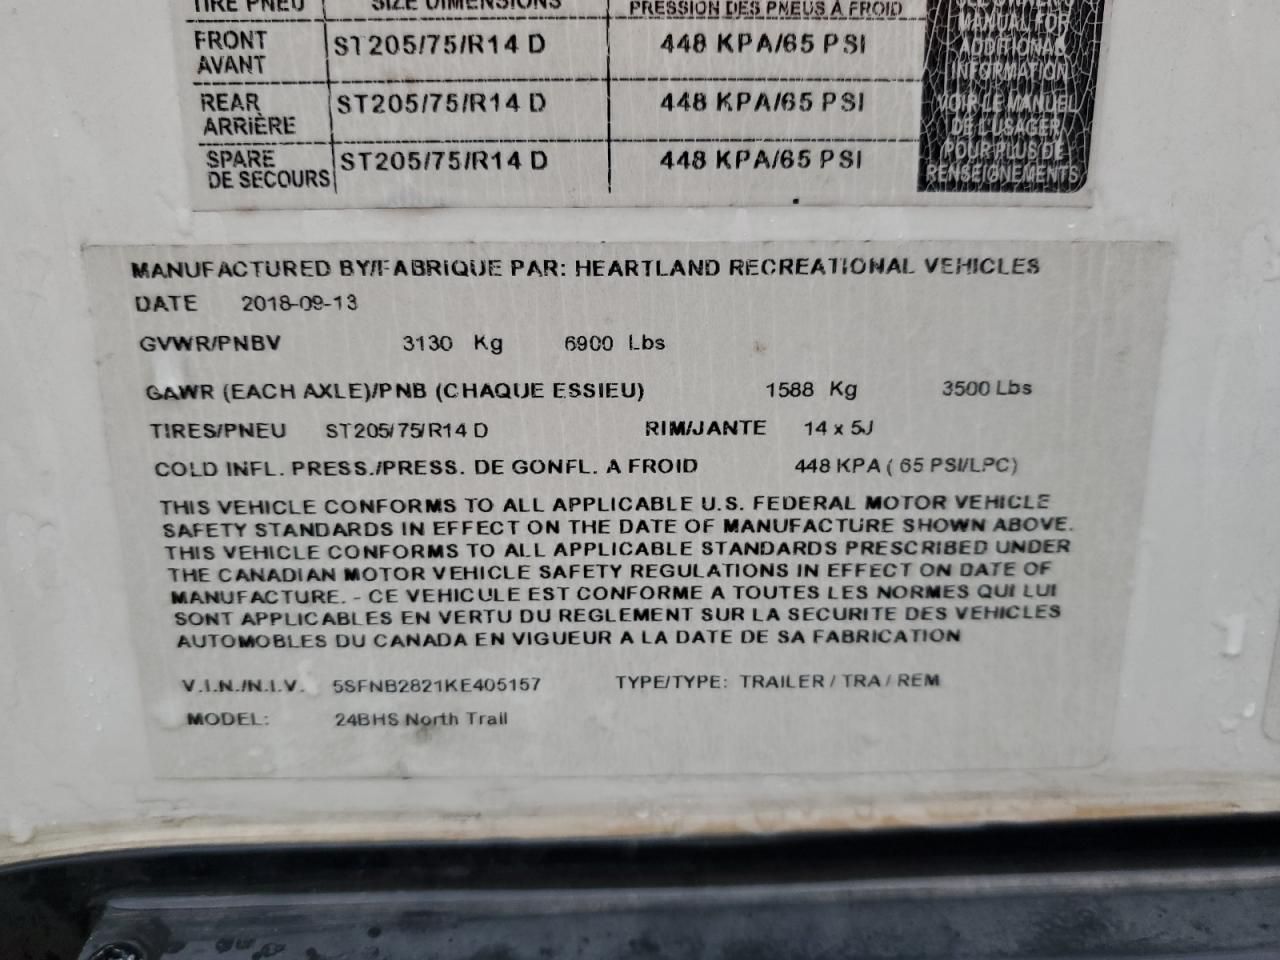 TIRE PNEU SIZE DIMENSIONS PRESSION DES PNEUS À FROID
FRONT ST205/75/R14 D 448 KPA/65 PSI
AVANT
REAR ST205/75/R14 D 448 KPA/65 PSI
ARRIÈRE
SPARE ST205/75/R14 D 448 KPA/65 PSI
DE SECOURS
SEE OWNER'S
MANUAL FOR
ADDITIONAL
INFORMATION
VOIR LE MANUEL
DE L'USAGER
POUR PLUS DE
RENSEIGNEMENTS
MANUFACTURED BY/FABRIQUE PAR: HEARTLAND RECREATIONAL VEHICLES
DATE 2018-09-13
GVWR/PNBV 3130 Kg 6900 Lbs
GAWR (EACH AXLE)/PNB (CHAQUE ESSIEU) 1588 Kg 3500 Lbs
TIRES/PNEU ST205/75/R14 D RIM/JANTE 14 x 5J
COLD INFL. PRESS./PRESS. DE GONFL. A FROID 448 KPA ( 65 PSI/LPC)
THIS VEHICLE CONFORMS TO ALL APPLICABLE U.S. FEDERAL MOTOR VEHICLE
SAFETY STANDARDS IN EFFECT ON THE DATE OF MANUFACTURE SHOWN ABOVE.
THIS VEHICLE CONFORMS TO ALL APPLICABLE STANDARDS PRESCRIBED UNDER
THE CANADIAN MOTOR VEHICLE SAFETY REGULATIONS IN EFFECT ON DATE OF
MANUFACTURE. - CE VEHICULE EST CONFORME A TOUTES LES NORMES QUI LUI
SONT APPLICABLES EN VERTU DU REGLEMENT SUR LA SECURITE DES VEHICLES
AUTOMOBLES DU CANADA EN VIGUEUR A LA DATE DE SA FABRICATION
V.I.N./N.I.V. 5SFNB2821KE405157 TYPE/TYPE: TRAILER / TRA / REM
MODEL: 24BHS North Trail